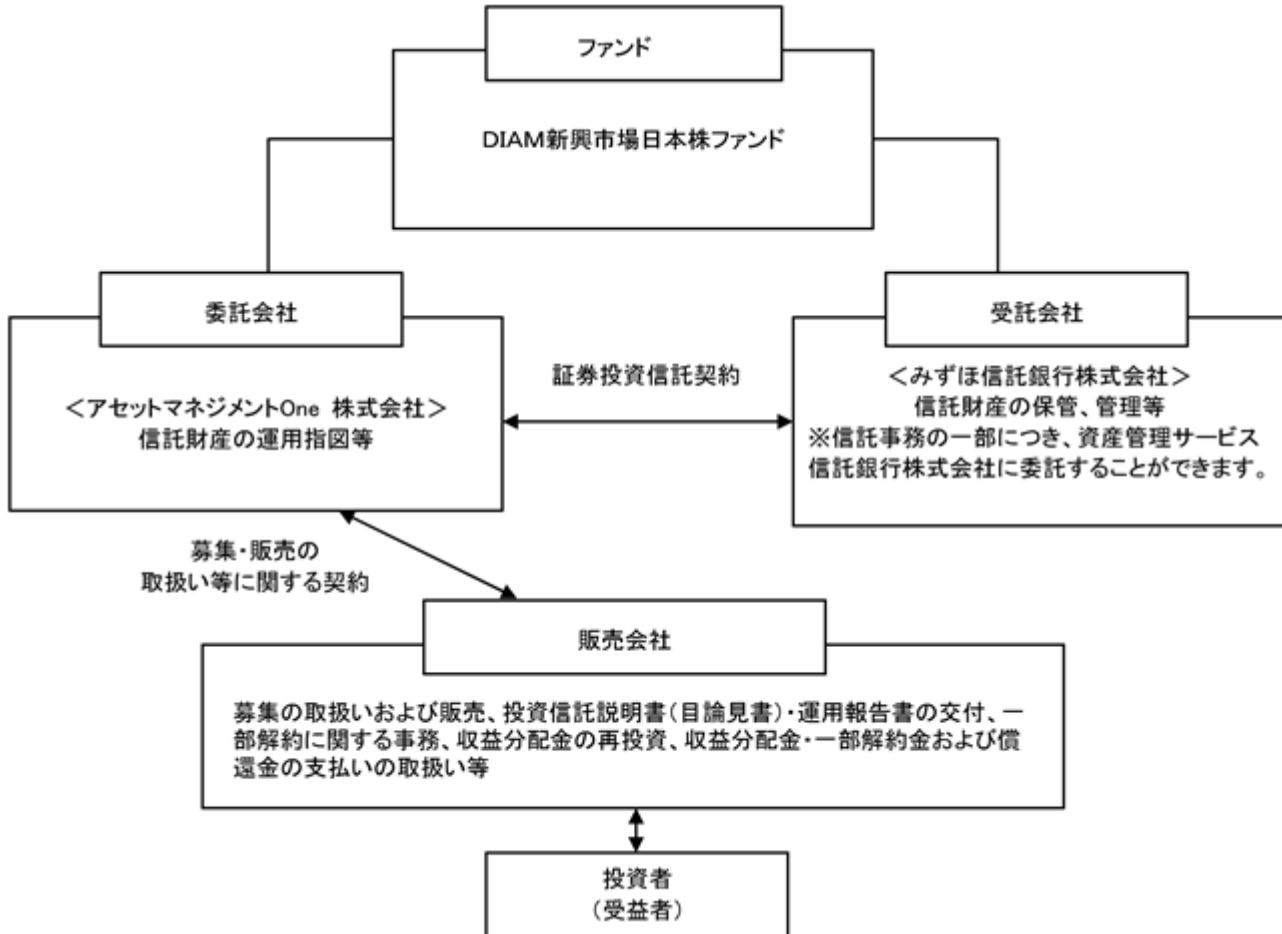 ファンド
DIAM新興市場日本株ファンド
委託会社
<アセットマネジメントOne 株式会社>
信託財産の運用指図等
証券投資信託契約
受託会社
<みずほ信託銀行株式会社>
信託財産の保管、管理等
※信託事務の一部につき、資産管理サービス
信託銀行株式会社に委託することができます。
募集・販売の
取扱い等に関する契約
販売会社
募集の取扱いおよび販売、投資信託説明書(目論見書)・運用報告書の交付、一
部解約に関する事務、収益分配金の再投資、収益分配金・一部解約金および償
還金の支払いの取扱い等
投資者
(受益者)